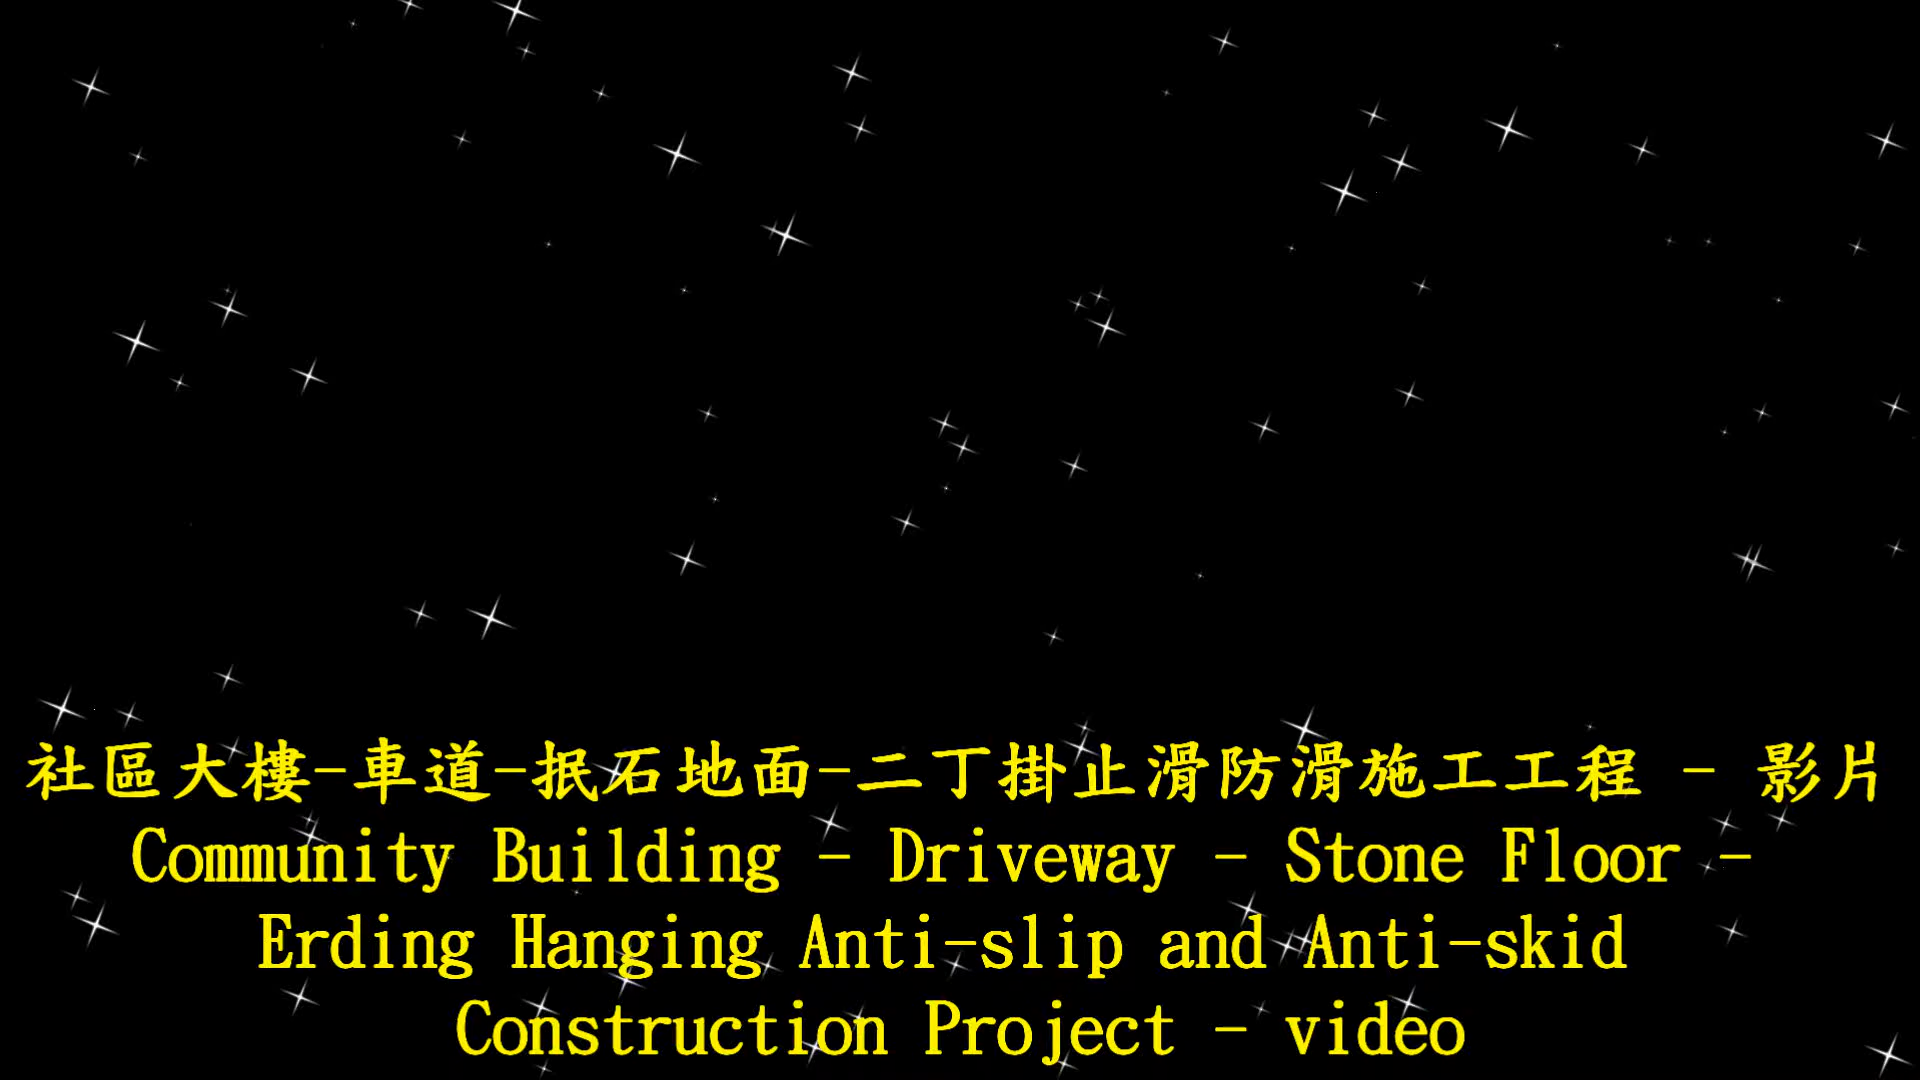 社區大樓-車道-抿石地面-二丁掛止滑防滑施工工程 - 影片
Community Building - Driveway - Stone Floor -
Erding Hanging Anti-slip and Anti-skid
Construction Project - video